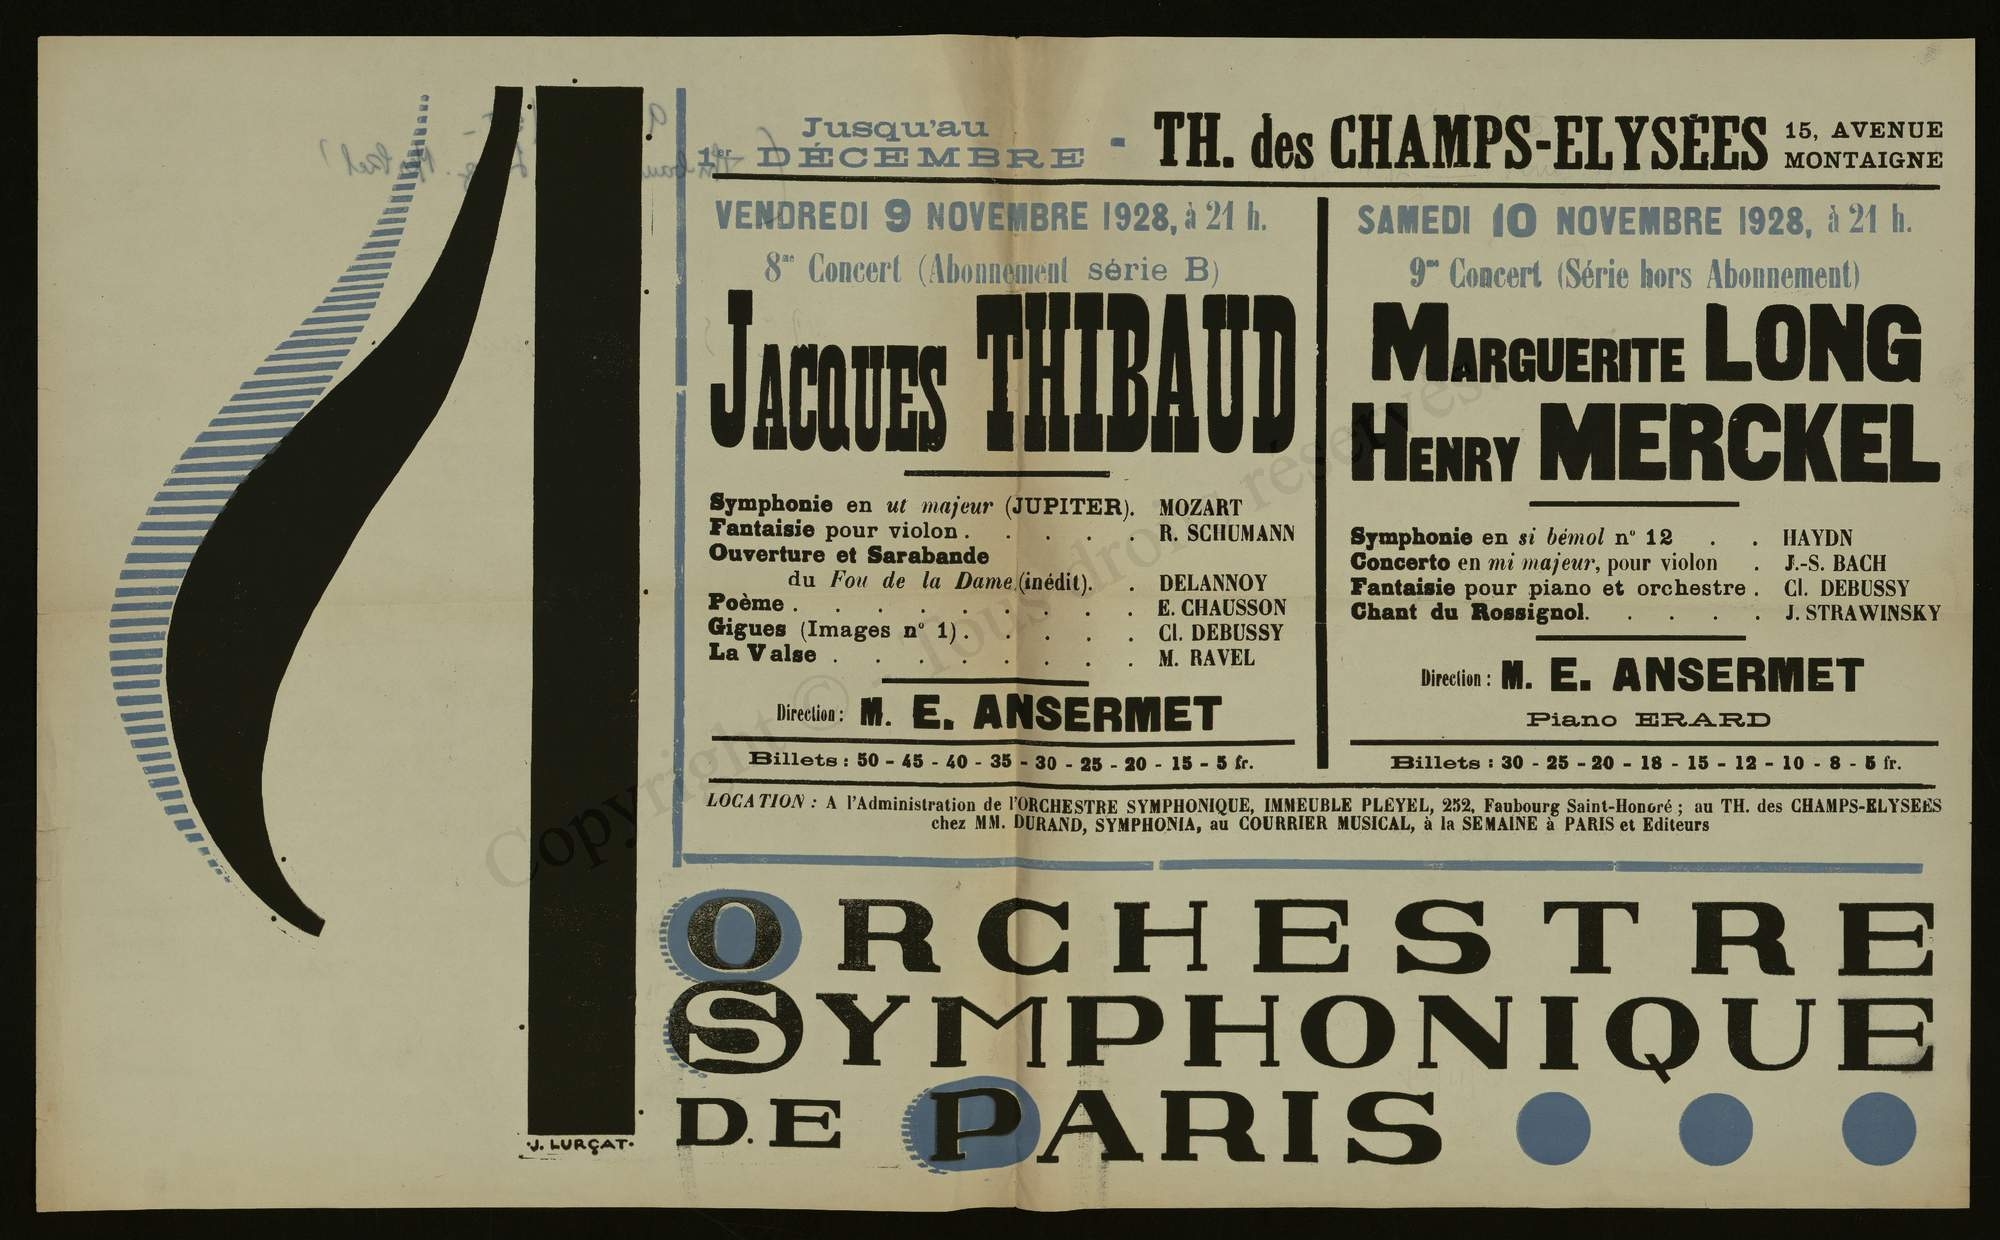 Jusqu'au
1er DÉCEMBRE - TH. des CHAMPS-ELYSÉES 15, AVENUE
MONTAIGNE
VENDREDI 9 NOVEMBRE 1928, à 21 h.
8me Concert (Abonnement série B)
JACQUES THIBAUD
Symphonie en ut majeur (JUPITER). MOZART
Fantaisie pour violon . . . . . R. SCHUMANN
Ouverture et Sarabande
du Fou de la Dame (inédit). . DELANNOY
Poème . . . . . . . . . E. CHAUSSON
Gigues (Images n° 1) . . . . . Cl. DEBUSSY
La Valse . . . . . . . . M. RAVEL
Direction : M. E. ANSERMET
Billets : 50 - 45 - 40 - 35 - 30 - 25 - 20 - 15 - 5 fr.
SAMEDI 10 NOVEMBRE 1928, à 21 h.
9me Concert (Série hors Abonnement)
MARGUERITE LONG
HENRY MERCKEL
Symphonie en si bémol n° 12 . . HAYDN
Concerto en mi majeur, pour violon . J.-S. BACH
Fantaisie pour piano et orchestre . Cl. DEBUSSY
Chant du Rossignol. . . . . J. STRAWINSKY
Direction : M. E. ANSERMET
Piano ERARD
Billets : 30 - 25 - 20 - 18 - 15 - 12 - 10 - 8 - 5 fr.
LOCATION : A l'Administration de l'ORCHESTRE SYMPHONIQUE, IMMEUBLE PLEYEL, 252, Faubourg Saint-Honoré ; au TH. des CHAMPS-ELYSEES
chez MM. DURAND, SYMPHONIA, au COURRIER MUSICAL, à la SEMAINE à PARIS et Editeurs
ORCHESTRE
SYMPHONIQUE
DE PARIS
J. LURÇAT
Copyright © - Tous droits réservés